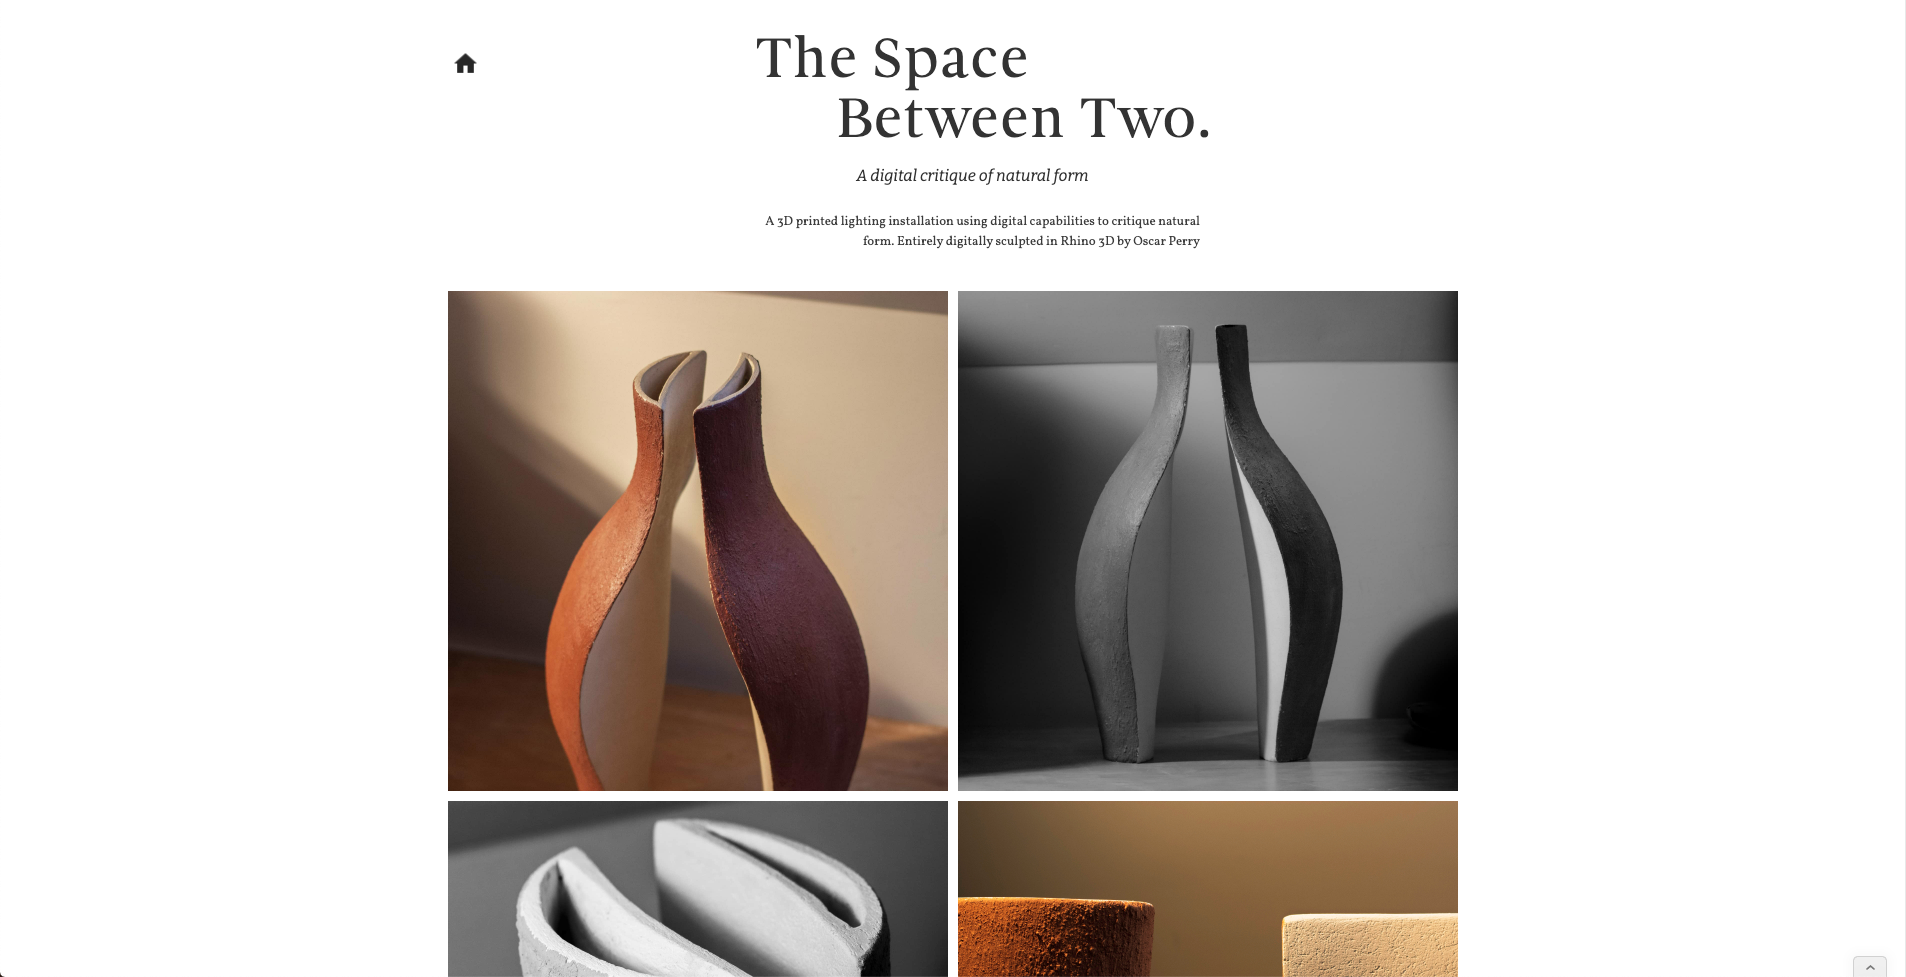 The Space
Between Two.
A digital critique of natural form
A 3D printed lighting installation using digital capabilities to critique natural
form. Entirely digitally sculpted in Rhino 3D by Oscar Perry